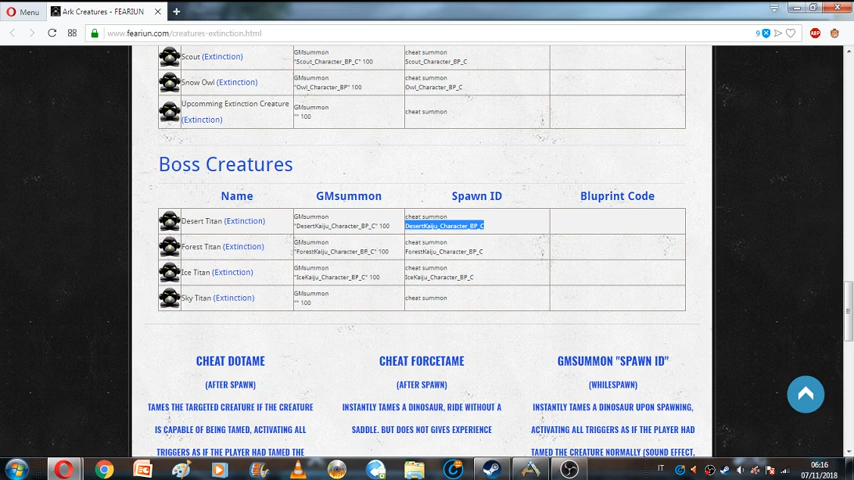 Menu
Ark Creatures - FEARIUN
www.feariun.com/creatures-extinction.html
9
Scout (Extinction)
GMsummon
"Scout_Character_BP_C" 100
cheat summon
Scout_Character_BP_C
Snow Owl (Extinction)
GMsummon
"Owl_Character_BP" 100
cheat summon
Owl_Character_BP_C
Upcomming Extinction Creature
(Extinction)
GMsummon
"" 100
cheat summon
Boss Creatures
Name
GMsummon
Spawn ID
Bluprint Code
Desert Titan (Extinction)
GMsummon
"DesertKaiju_Character_BP_C" 100
cheat summon
DesertKaiju_Character_BP_C
Forest Titan (Extinction)
GMsummon
"ForestKaiju_Character_BP_C" 100
cheat summon
ForestKaiju_Character_BP_C
Ice Titan (Extinction)
GMsummon
"IceKaiju_Character_BP_C" 100
cheat summon
IceKaiju_Character_BP_C
Sky Titan (Extinction)
GMsummon
"" 100
cheat summon
CHEAT DOTAME
(AFTER SPAWN)
TAMES THE TARGETED CREATURE IF THE CREATURE
IS CAPABLE OF BEING TAMED, ACTIVATING ALL
TRIGGERS AS IF THE PLAYER HAD TAMED THE
CHEAT FORCETAME
(AFTER SPAWN)
INSTANTLY TAMES A DINOSAUR, RIDE WITHOUT A
SADDLE. BUT DOES NOT GIVES EXPERIENCE
GMSUMMON "SPAWN ID"
(WHILESPAWN)
INSTANTLY TAMES A DINOSAUR UPON SPAWNING,
ACTIVATING ALL TRIGGERS AS IF THE PLAYER HAD
TAMED THE CREATURE NORMALLY (SOUND EFFECT,
IT
06:16
07/11/2018